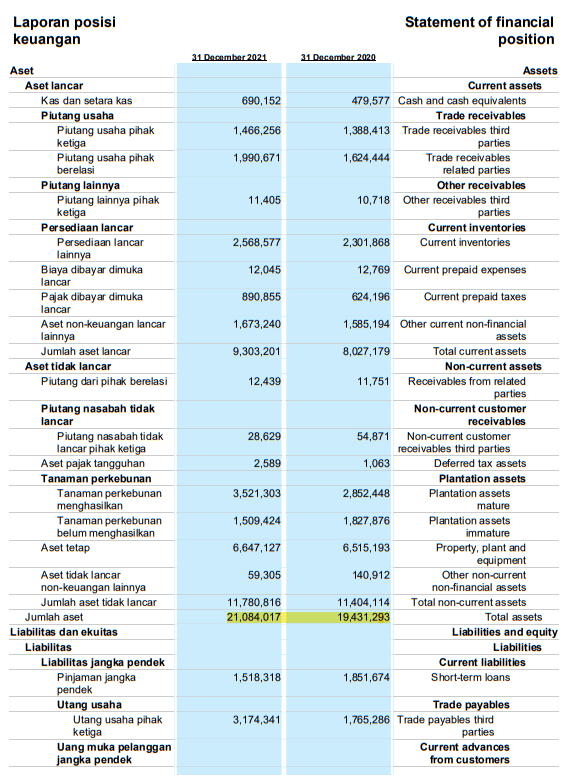 Laporan posisi
keuangan
Statement of financial
position
31 December 2021 31 December 2020
Aset Assets
Aset lancar Current assets
Kas dan setara kas 690,152 479,577 Cash and cash equivalents
Piutang usaha Trade receivables
Piutang usaha pihak 1,466,256 1,388,413 Trade receivables third
ketiga parties
Piutang usaha pihak 1,990,671 1,624,444 Trade receivables
berelasi related parties
Piutang lainnya Other receivables
Piutang lainnya pihak 11,405 10,718 Other receivables third
ketiga parties
Persediaan lancar Current inventories
Persediaan lancar 2,568,577 2,301,868 Current inventories
lainnya
Biaya dibayar dimuka 12,045 12,769 Current prepaid expenses
lancar
Pajak dibayar dimuka 890,855 624,196 Current prepaid taxes
lancar
Aset non-keuangan lancar 1,673,240 1,585,194 Other current non-financial
lainnya assets
Jumlah aset lancar 9,303,201 8,027,179 Total current assets
Aset tidak lancar Non-current assets
Piutang dari pihak berelasi 12,439 11,751 Receivables from related
parties
Piutang nasabah tidak Non-current customer
lancar receivables
Piutang nasabah tidak 28,629 54,871 Non-current customer
lancar pihak ketiga receivables third parties
Aset pajak tangguhan 2,589 1,063 Deferred tax assets
Tanaman perkebunan Plantation assets
Tanaman perkebunan 3,521,303 2,852,448 Plantation assets
menghasilkan mature
Tanaman perkebunan 1,509,424 1,827,876 Plantation assets
belum menghasilkan immature
Aset tetap 6,647,127 6,515,193 Property, plant and
equipment
Aset tidak lancar 59,305 140,912 Other non-current
non-keuangan lainnya non-financial assets
Jumlah aset tidak lancar 11,780,816 11,404,114 Total non-current assets
Jumlah aset 21,084,017 19,431,293 Total assets
Liabilitas dan ekuitas Liabilities and equity
Liabilitas Liabilities
Liabilitas jangka pendek Current liabilities
Pinjaman jangka 1,518,318 1,851,674 Short-term loans
pendek
Utang usaha Trade payables
Utang usaha pihak 3,174,341 1,765,286 Trade payables third
ketiga parties
Uang muka pelanggan Current advances
jangka pendek from customers